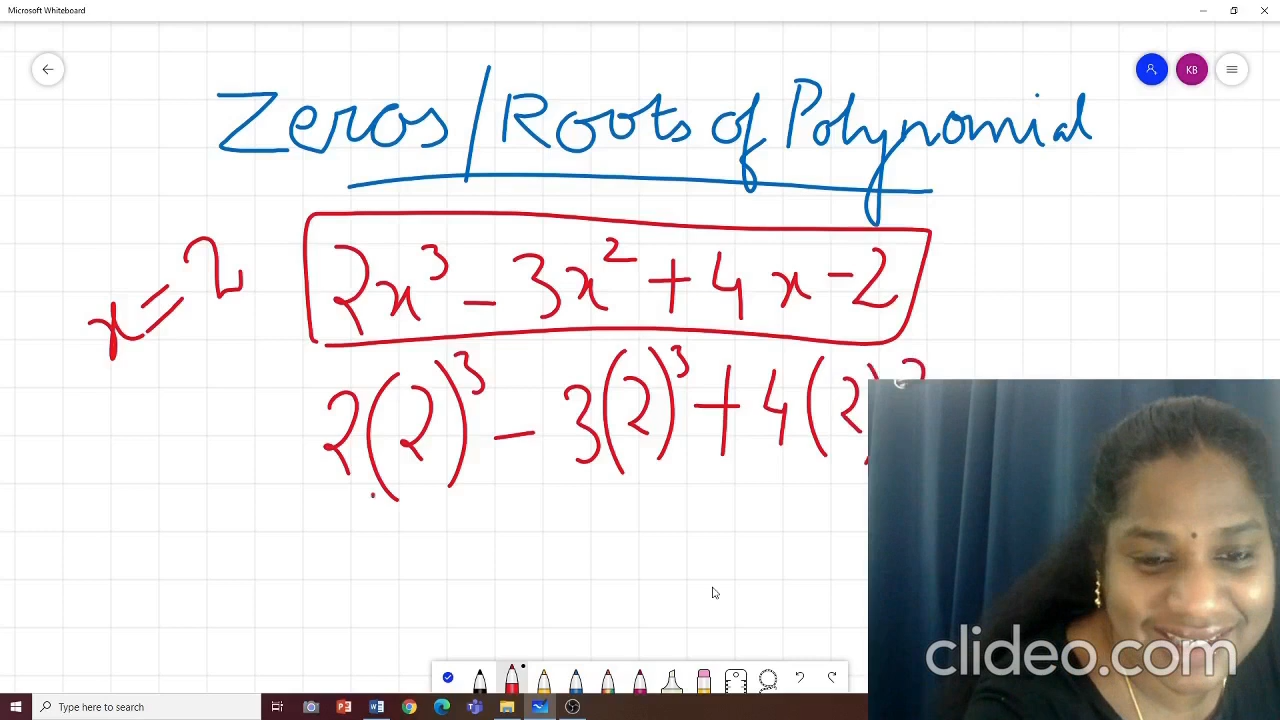 Microsoft Whiteboard
KB
Zeros/Roots of Polynomial
x = 2
2x³ - 3x² + 4x - 2
2(2)³ - 3(2)³ + 4(2)
clideo.com
Type here to search